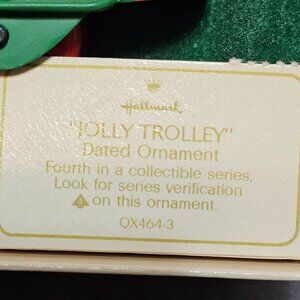 Hallmark
"JOLLY TROLLEY"
Dated Ornament
Fourth in a collectible series.
Look for series verification
4 on this ornament.
QX464-3